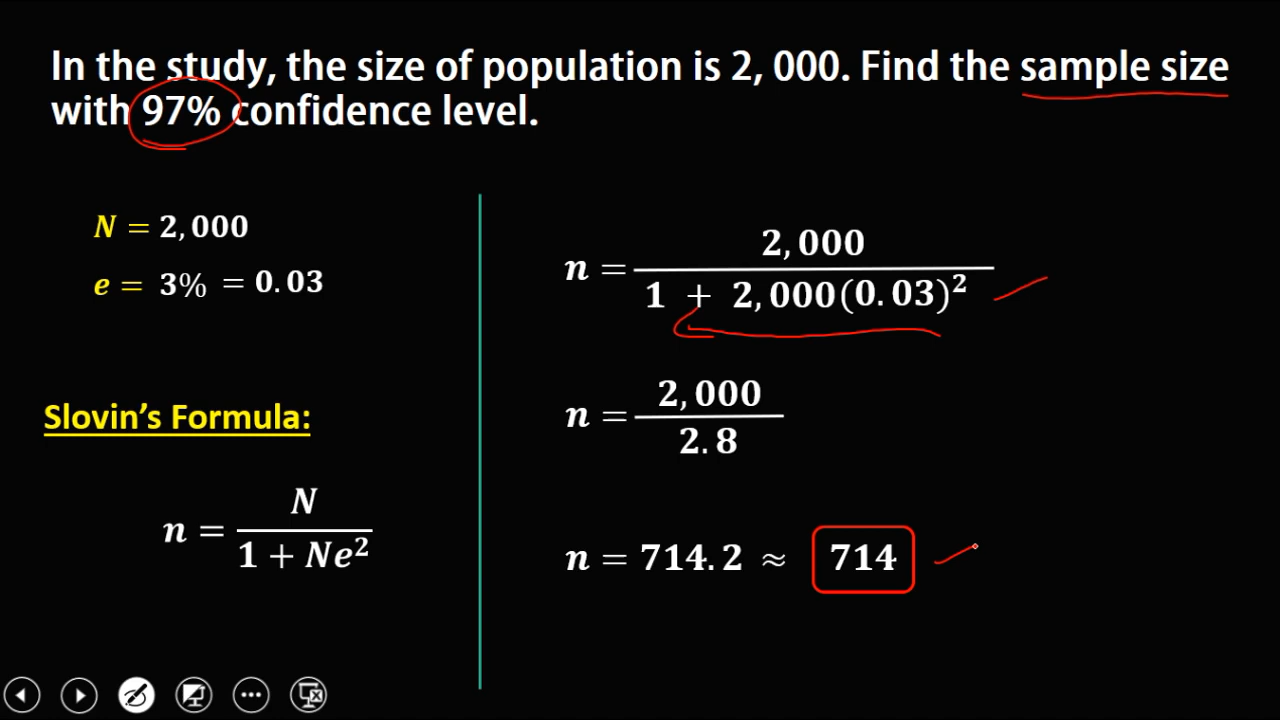 In the study, the size of population is 2, 000. Find the sample size
with 97% confidence level.
N = 2,000
e = 3% = 0.03
Slovin's Formula:
n = N / 1 + Ne²
n = 2,000 / 1 + 2,000(0.03)²
n = 2,000 / 2.8
n = 714.2 ≈ 714